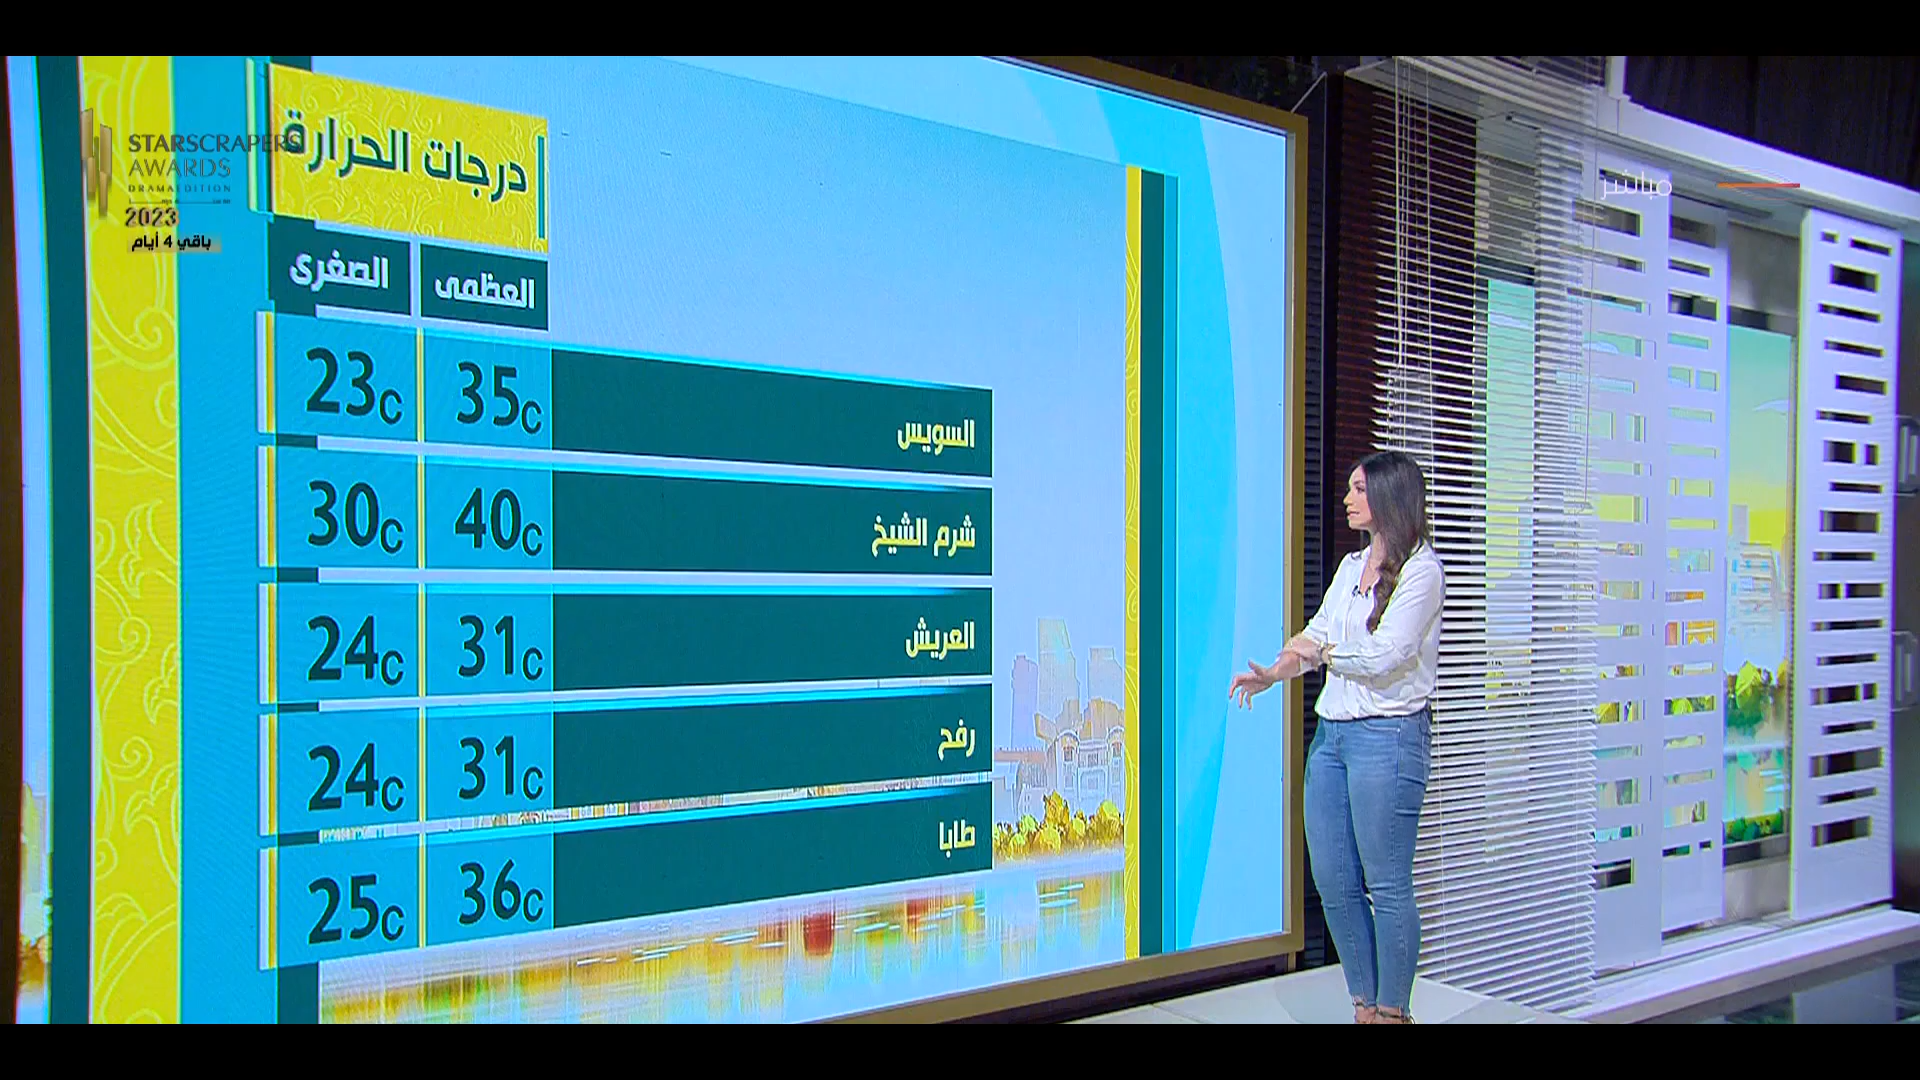 STARSCRAPERS
AWARDS
DRAMA EDITION
2023
باقي 4 أيام
مباشر
درجات الحرارة
العظمى الصغرى
السويس 35c 23c
شرم الشيخ 40c 30c
العريش 31c 24c
رفح 31c 24c
طابا 36c 25c